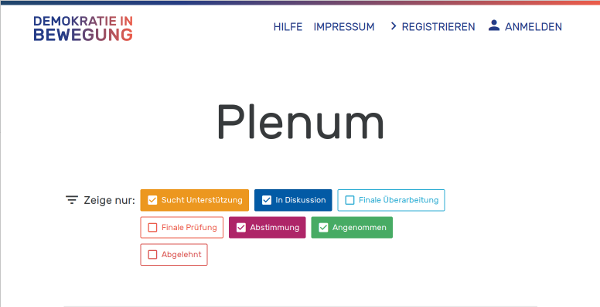 DEMOKRATIE IN
BEWEGUNG
HILFE IMPRESSUM REGISTRIEREN ANMELDEN
Plenum
Zeige nur: Sucht Unterstützung In Diskussion Finale Überarbeitung
Finale Prüfung Abstimmung Angenommen
Abgelehnt